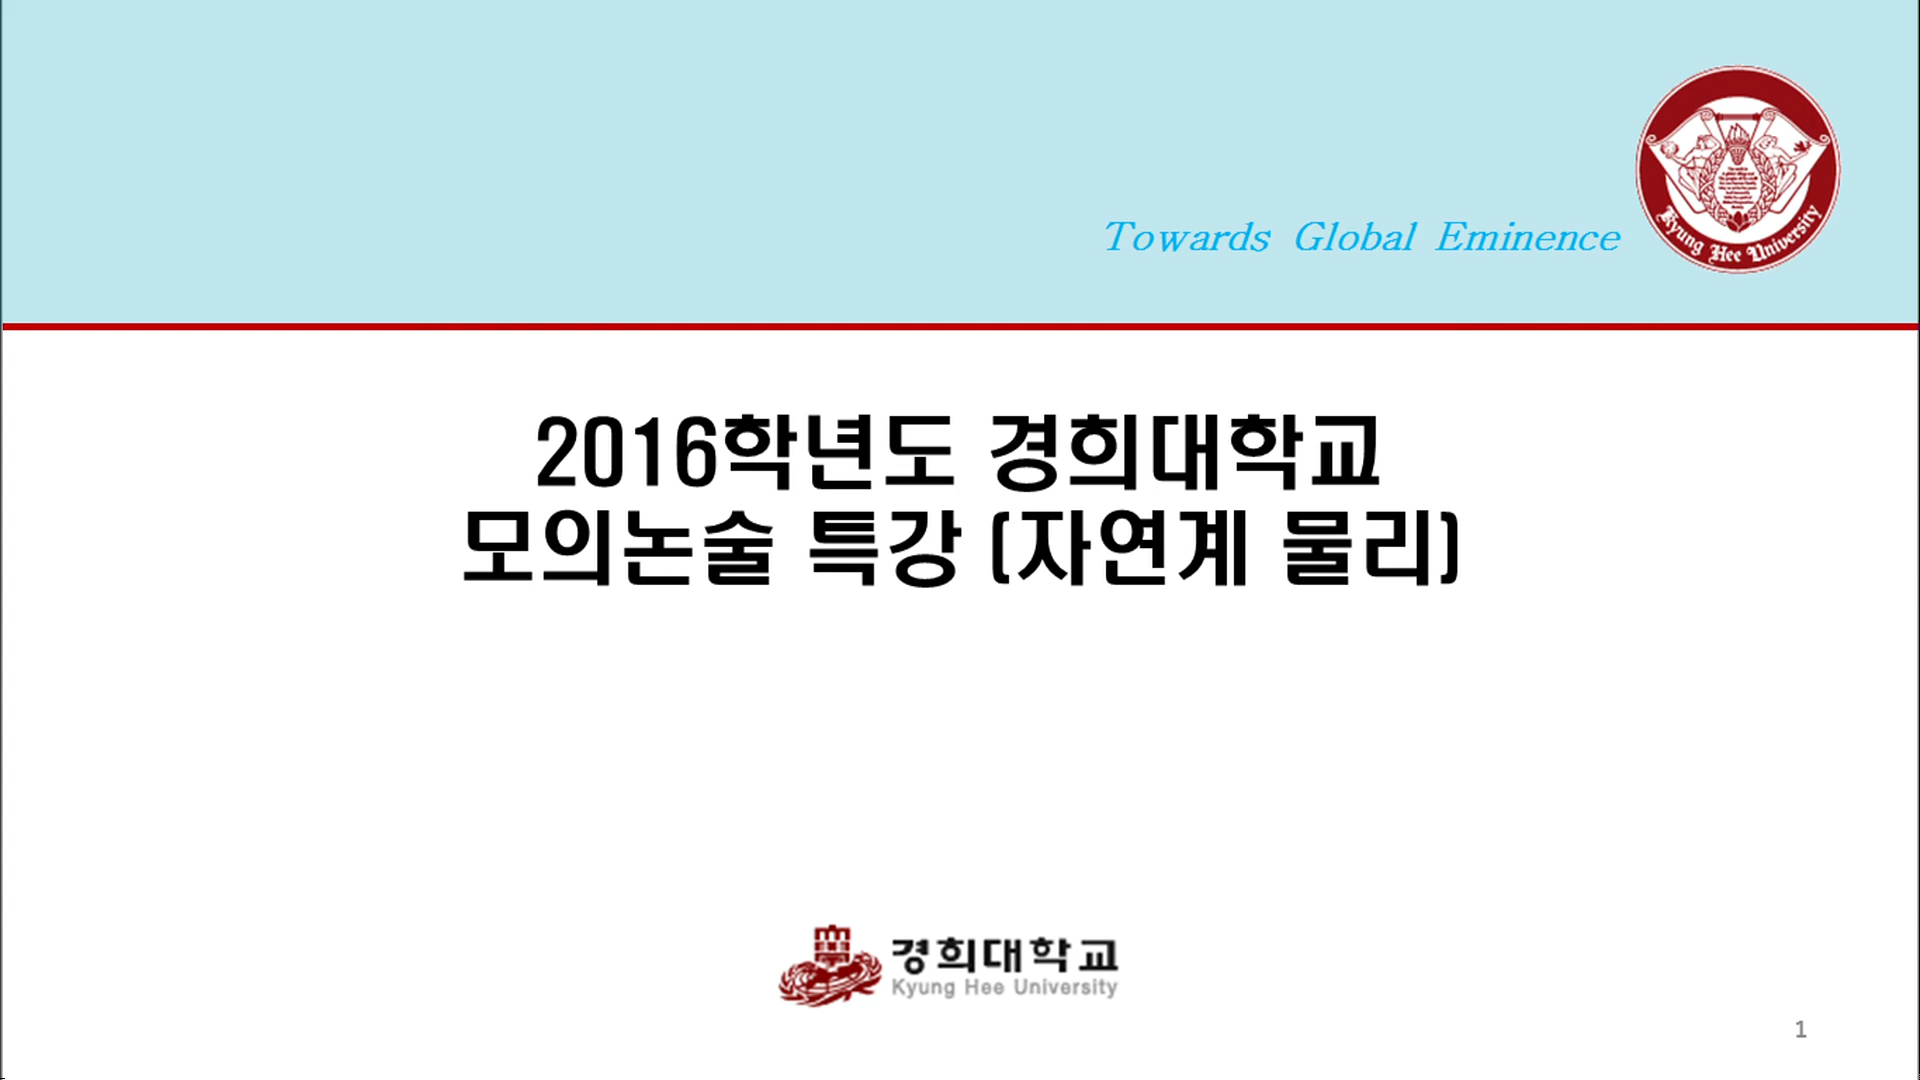 Towards Global Eminence
Kyung Hee University
2016학년도 경희대학교
모의논술 특강 (자연계 물리)
경희대학교
Kyung Hee University
1